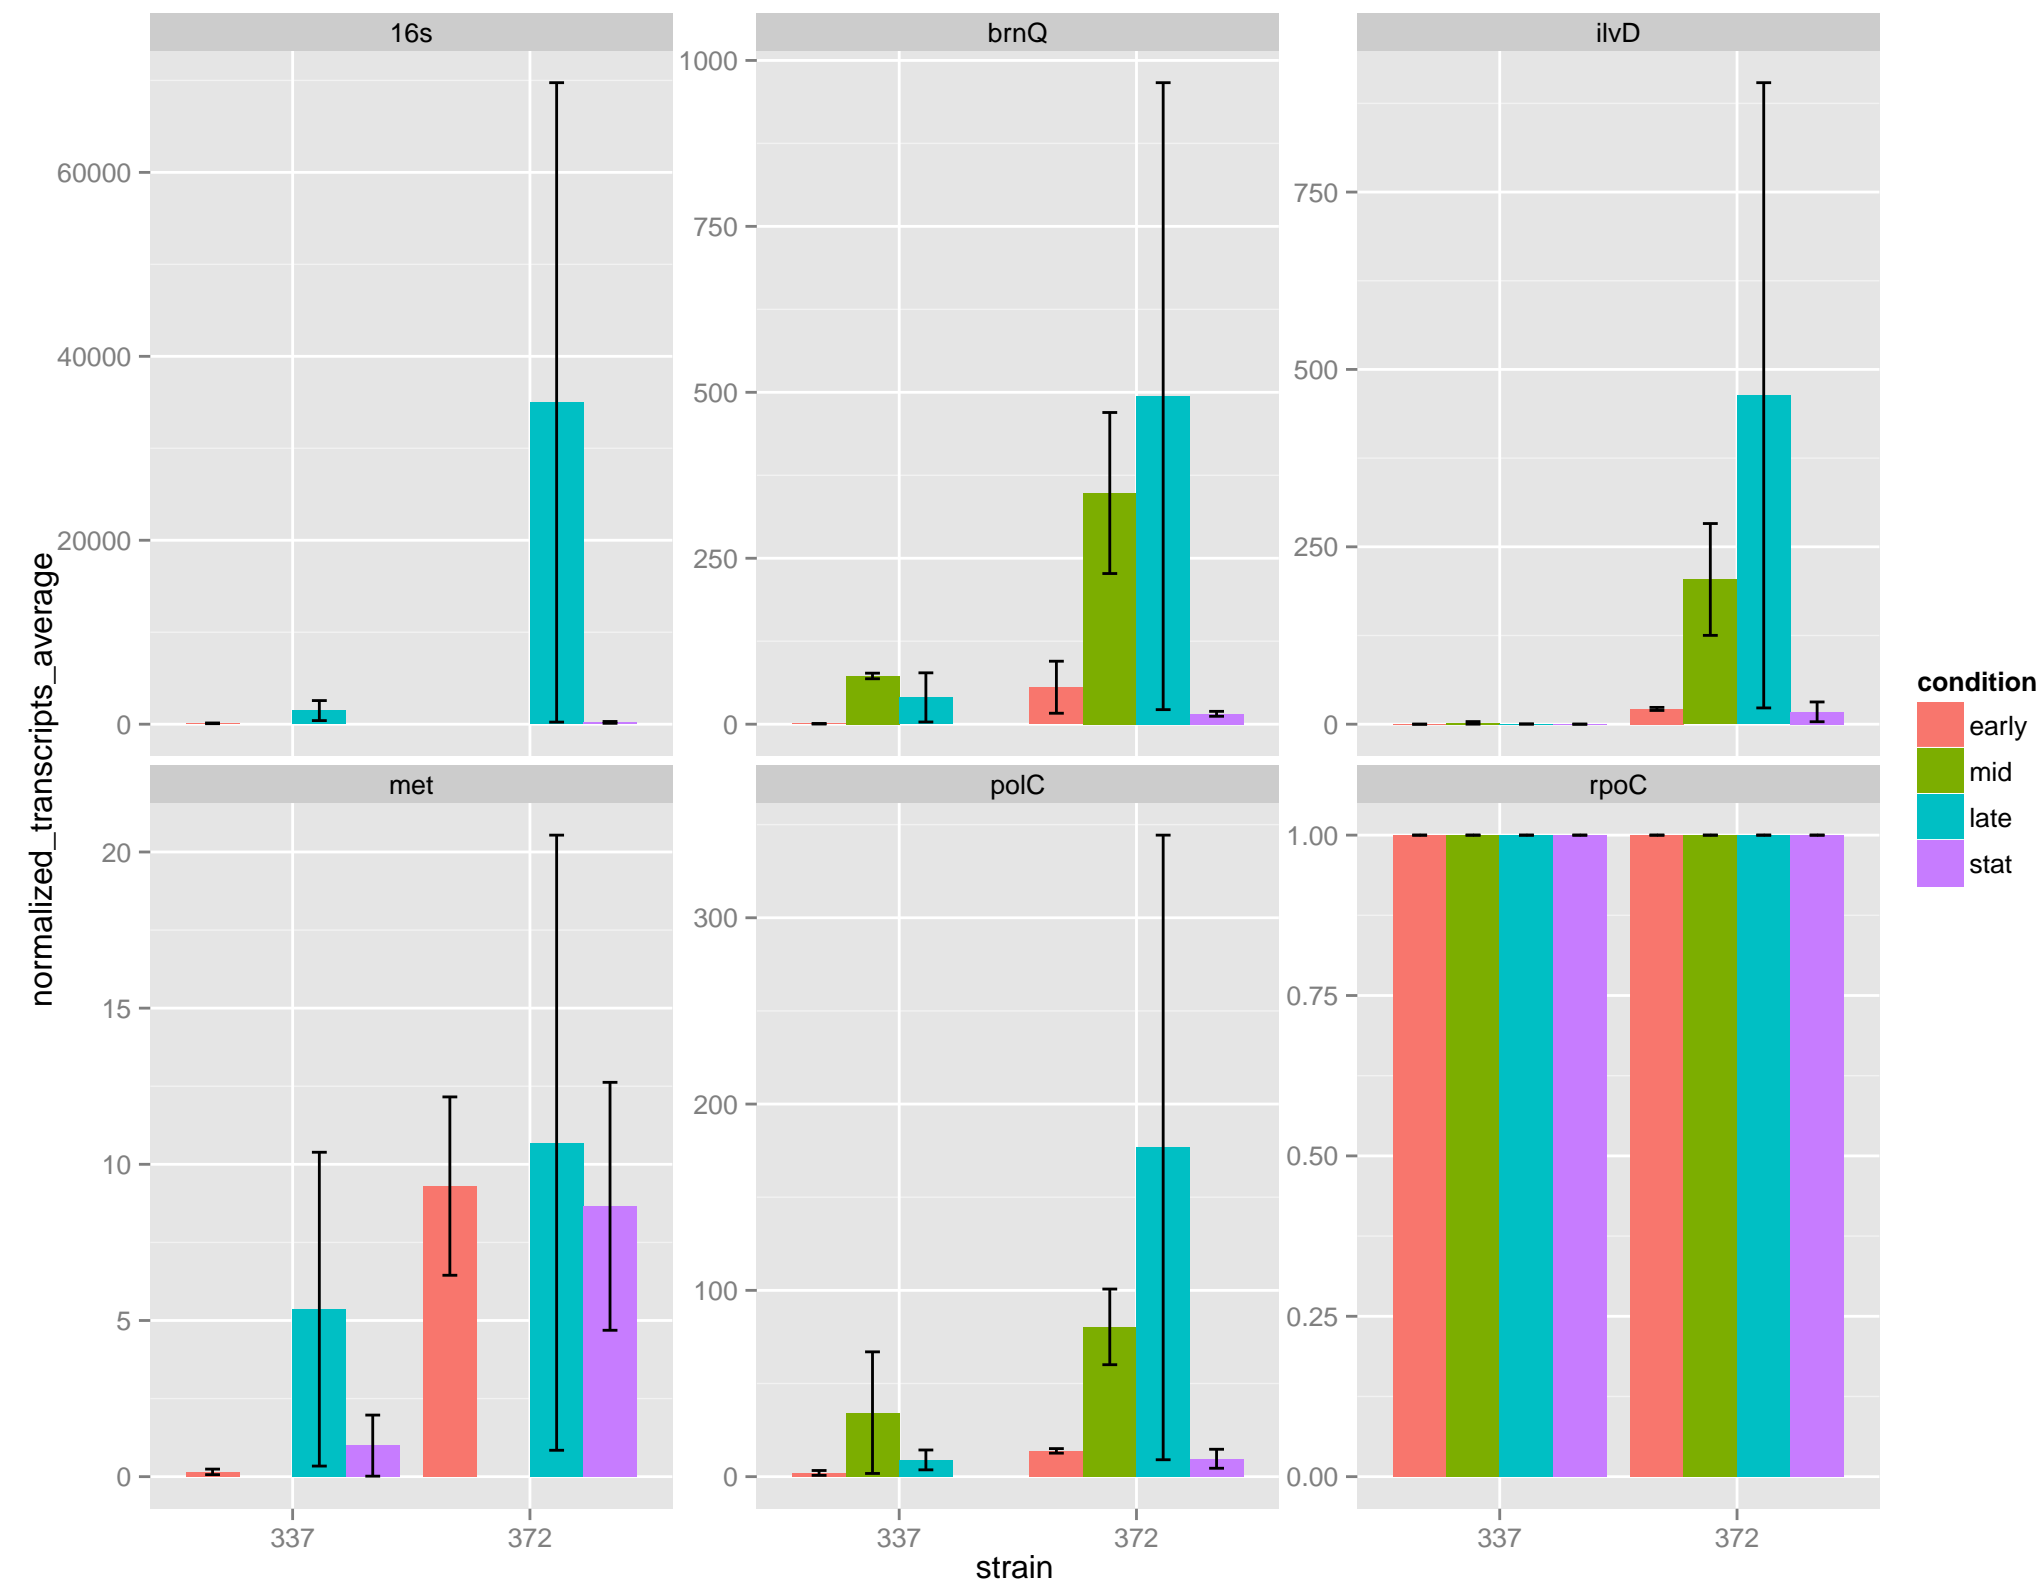 16s
brnQ
ilvD
60000
40000
20000
0
1000
750
500
250
0
750
500
250
0
met
polC
rpoC
20
15
10
5
0
300
200
100
0
1.00
0.75
0.50
0.25
0.00
337
372
337
372
337
372
strain
normalized_transcripts_average
condition
early
mid
late
stat